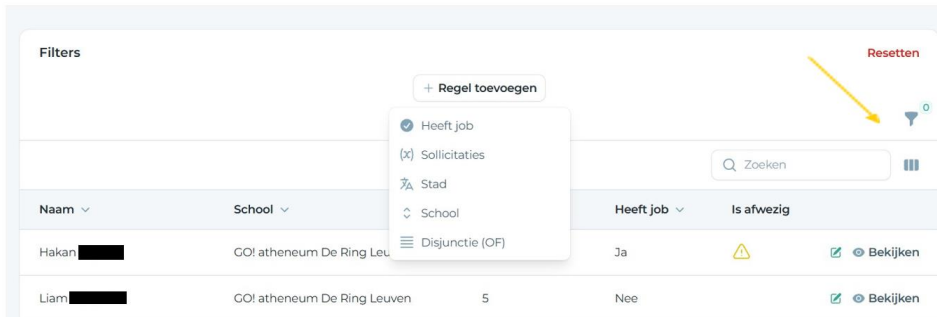 Filters Resetten
+ Regel toevoegen
0
Heeft job
(x) Sollicitaties
Stad
School
Disjunctie (OF)
Zoeken
Naam School Heeft job Is afwezig
Hakan GO! atheneum De Ring Leu Ja Bekijken
Liam GO! atheneum De Ring Leuven 5 Nee Bekijken